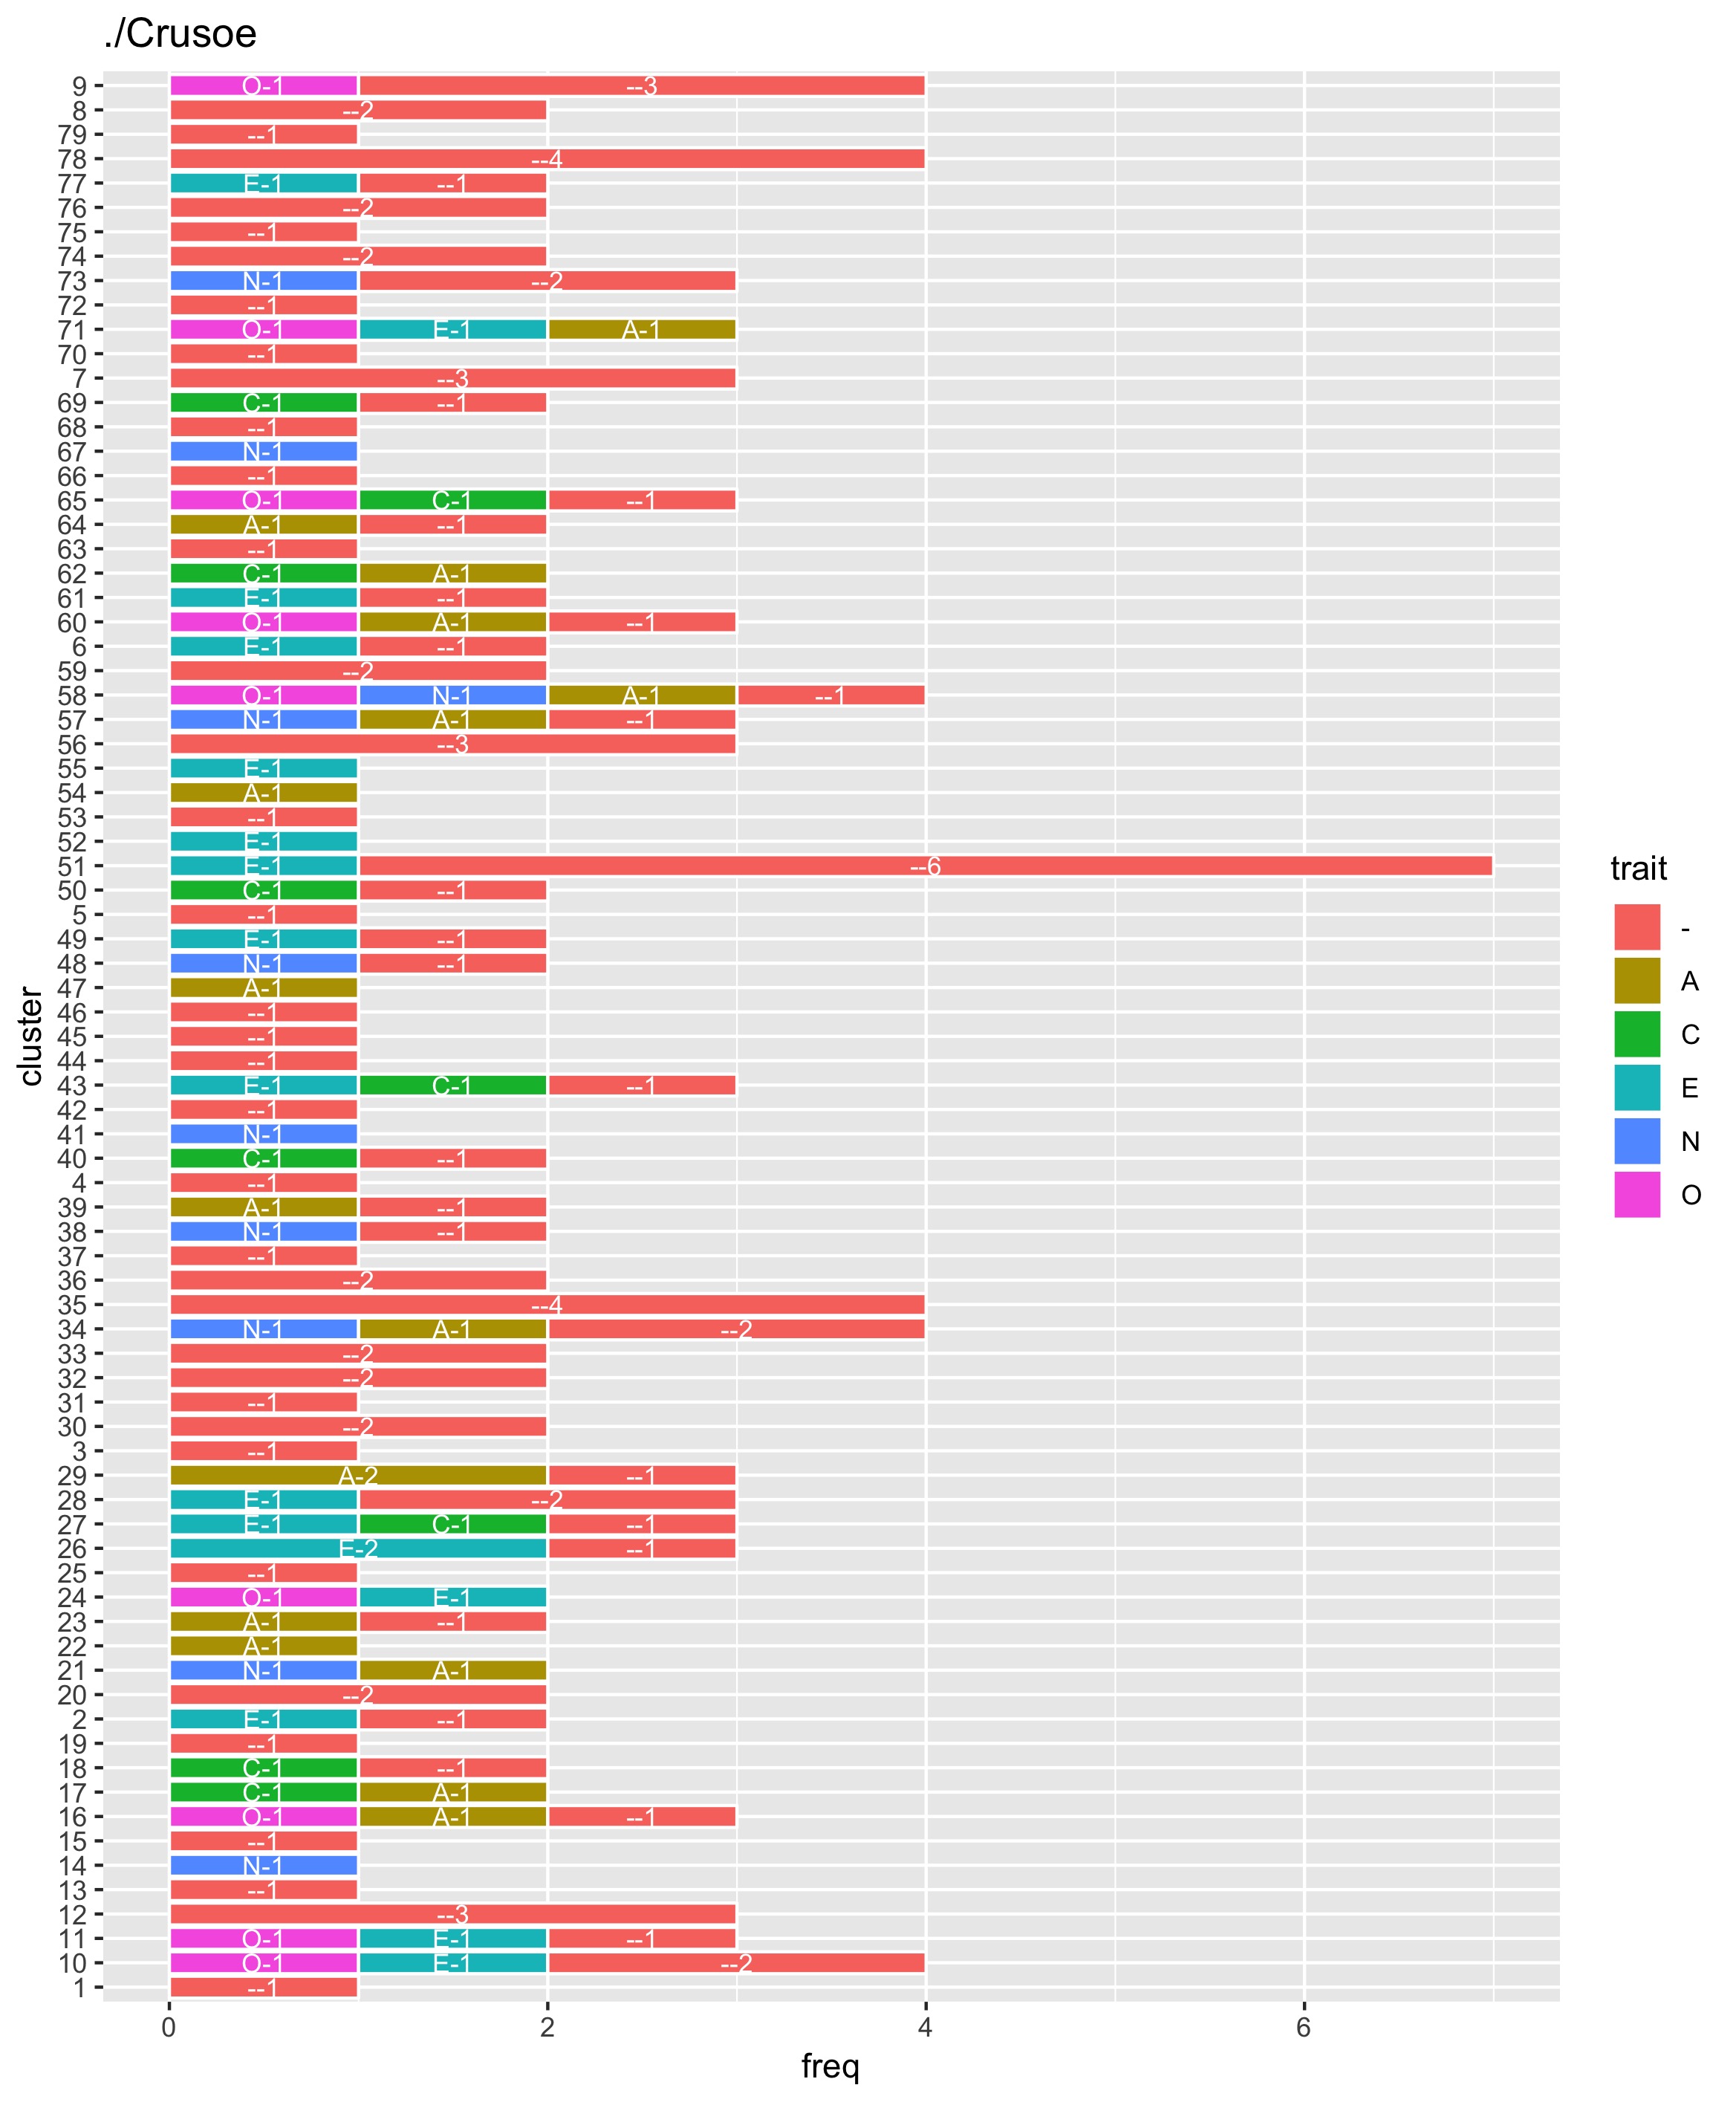 ./Crusoe
9 O-1 --3
8 --2
79 --1
78 --4
77 E-1 --1
76 --2
75 --1
74 --2
73 N-1 --2
72 --1
71 O-1 E-1 A-1
70 --1
7 --3
69 C-1 --1
68 --1
67 N-1
66 --1
65 O-1 C-1 --1
64 A-1 --1
63 --1
62 C-1 A-1
61 E-1 --1
60 O-1 A-1 --1
6 E-1 --1
59 --2
58 O-1 N-1 A-1 --1
57 N-1 A-1 --1
56 --3
55 E-1
54 A-1
53 --1
52 E-1
51 E-1 --6
50 C-1 --1
5 --1
49 E-1 --1
48 N-1 --1
47 A-1
46 --1
45 --1
44 --1
43 E-1 C-1 --1
42 --1
41 N-1
40 C-1 --1
4 --1
39 A-1 --1
38 N-1 --1
37 --1
36 --2
35 --4
34 N-1 A-1 --2
33 --2
32 --2
31 --1
30 --2
3 --1
29 A-2 --1
28 E-1 --2
27 E-1 C-1 --1
26 E-2 --1
25 --1
24 O-1 E-1
23 A-1 --1
22 A-1
21 N-1 A-1
20 --2
2 E-1 --1
19 --1
18 C-1 --1
17 C-1 A-1
16 O-1 A-1 --1
15 --1
14 N-1
13 --1
12 --3
11 O-1 E-1 --1
10 O-1 E-1 --2
1 --1
0 2 4 6
freq
cluster
trait
-
A
C
E
N
O